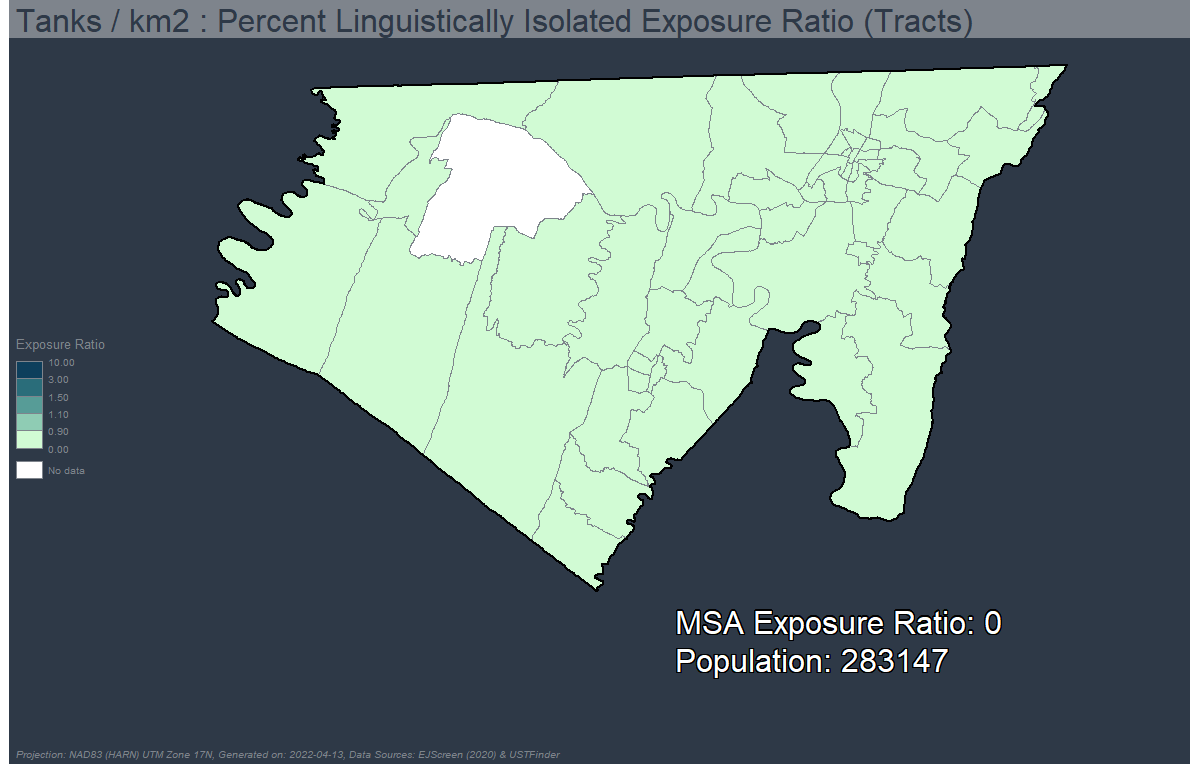 Tanks / km2 : Percent Linguistically Isolated Exposure Ratio (Tracts)
Exposure Ratio
10.00
3.00
1.50
1.10
0.90
0.00
No data
MSA Exposure Ratio: 0
Population: 283147
Projection: NAD83 (HARN) UTM Zone 17N, Generated on: 2022-04-13, Data Sources: EJScreen (2020) & USTFinder